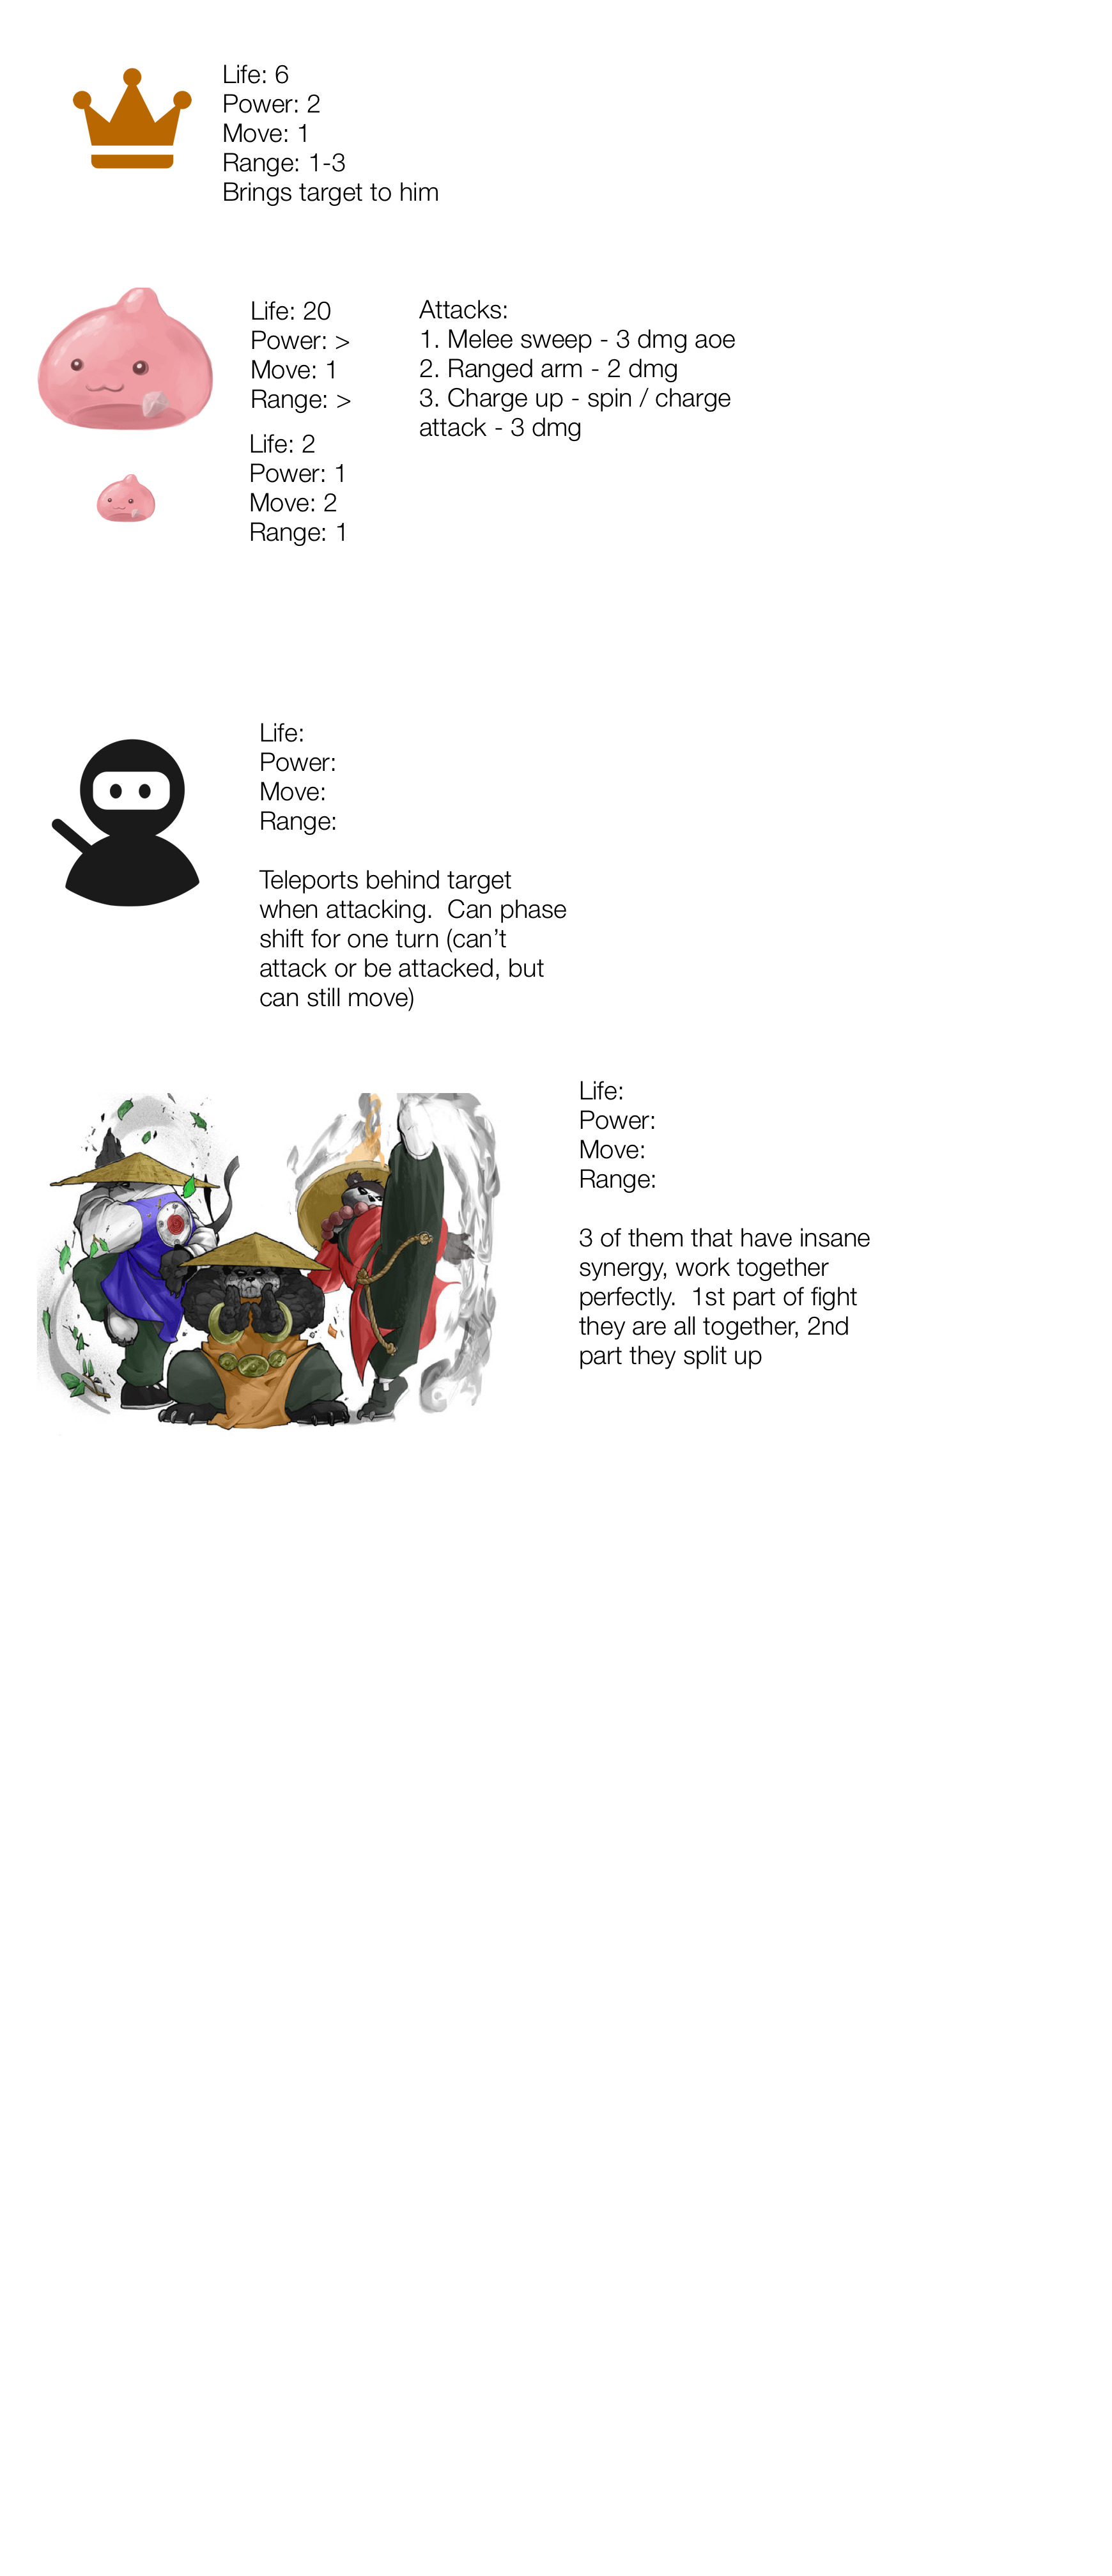 Life: 6
Power: 2
Move: 1
Range: 1-3
Brings target to him
Life: 20
Power: >
Move: 1
Range: >
Attacks:
1. Melee sweep - 3 dmg aoe
2. Ranged arm - 2 dmg
3. Charge up - spin / charge
attack - 3 dmg
Life: 2
Power: 1
Move: 2
Range: 1
Life:
Power:
Move:
Range:
Teleports behind target
when attacking.  Can phase
shift for one turn (can’t
attack or be attacked, but
can still move)
Life:
Power:
Move:
Range:
3 of them that have insane
synergy, work together
perfectly.  1st part of fight
they are all together, 2nd
part they split up